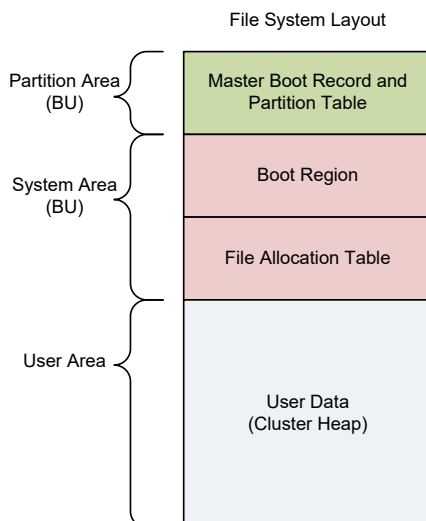 File System Layout
Partition Area
(BU)
Master Boot Record and
Partition Table
System Area
(BU)
Boot Region
File Allocation Table
User Area
User Data
(Cluster Heap)